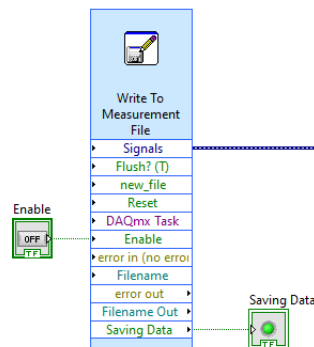 Write To
Measurement
File
Signals
Flush? (T)
new_file
Reset
DAQmx Task
Enable
Enable
OFF
TF
error in (no erro
Filename
error out
Filename Out
Saving Data
Saving Data
TF